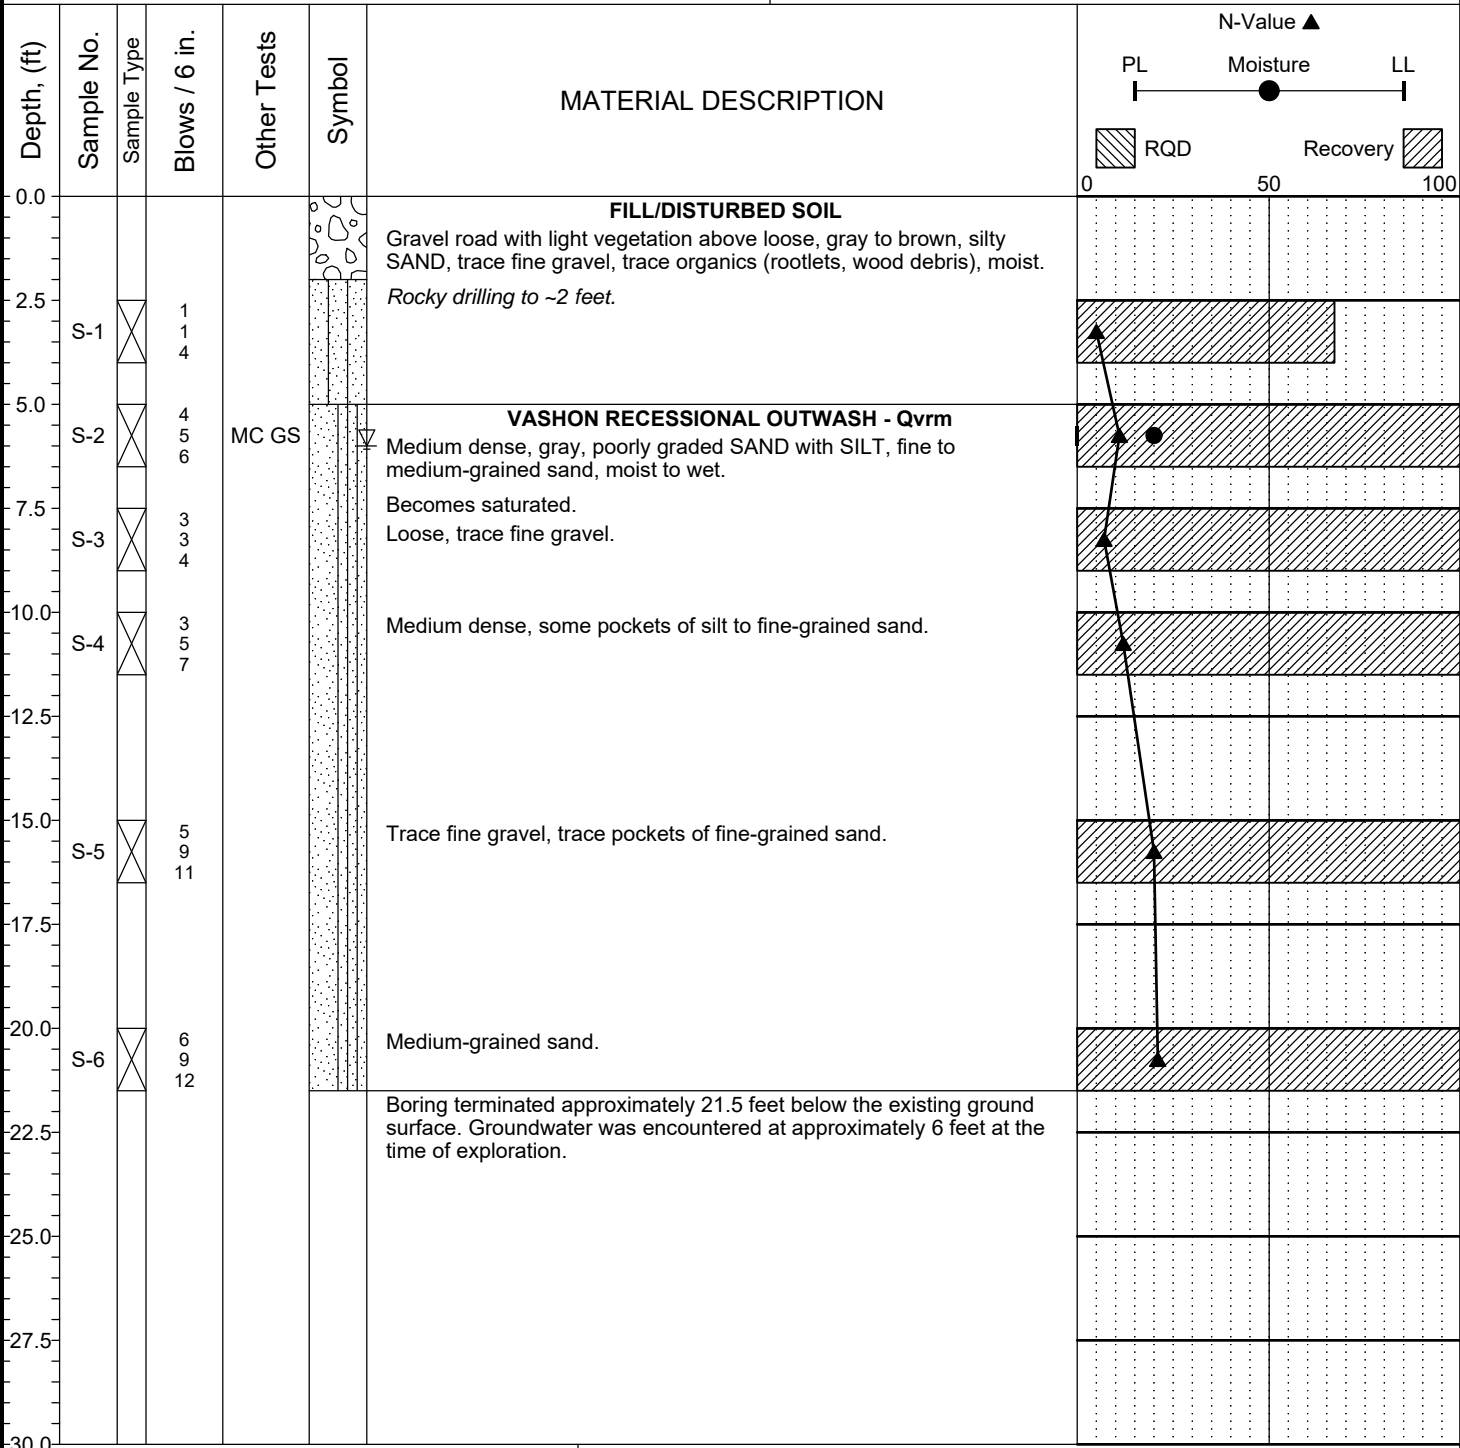 Depth, (ft)
Sample No.
Sample Type
Blows / 6 in.
Other Tests
Symbol
MATERIAL DESCRIPTION
N-Value ▲
PL Moisture LL
RQD Recovery
0 50 100
0.0
FILL/DISTURBED SOIL
Gravel road with light vegetation above loose, gray to brown, silty
SAND, trace fine gravel, trace organics (rootlets, wood debris), moist.
Rocky drilling to ~2 feet.
2.5
S-1
1
1
4
5.0
VASHON RECESSIONAL OUTWASH - Qvrm
S-2
4
5
6
MC GS
Medium dense, gray, poorly graded SAND with SILT, fine to
medium-grained sand, moist to wet.
Becomes saturated.
7.5
S-3
3
3
4
Loose, trace fine gravel.
10.0
S-4
3
5
7
Medium dense, some pockets of silt to fine-grained sand.
12.5
15.0
S-5
5
9
11
Trace fine gravel, trace pockets of fine-grained sand.
17.5
20.0
S-6
6
9
12
Medium-grained sand.
Boring terminated approximately 21.5 feet below the existing ground
surface. Groundwater was encountered at approximately 6 feet at the
time of exploration.
22.5
25.0
27.5
30.0